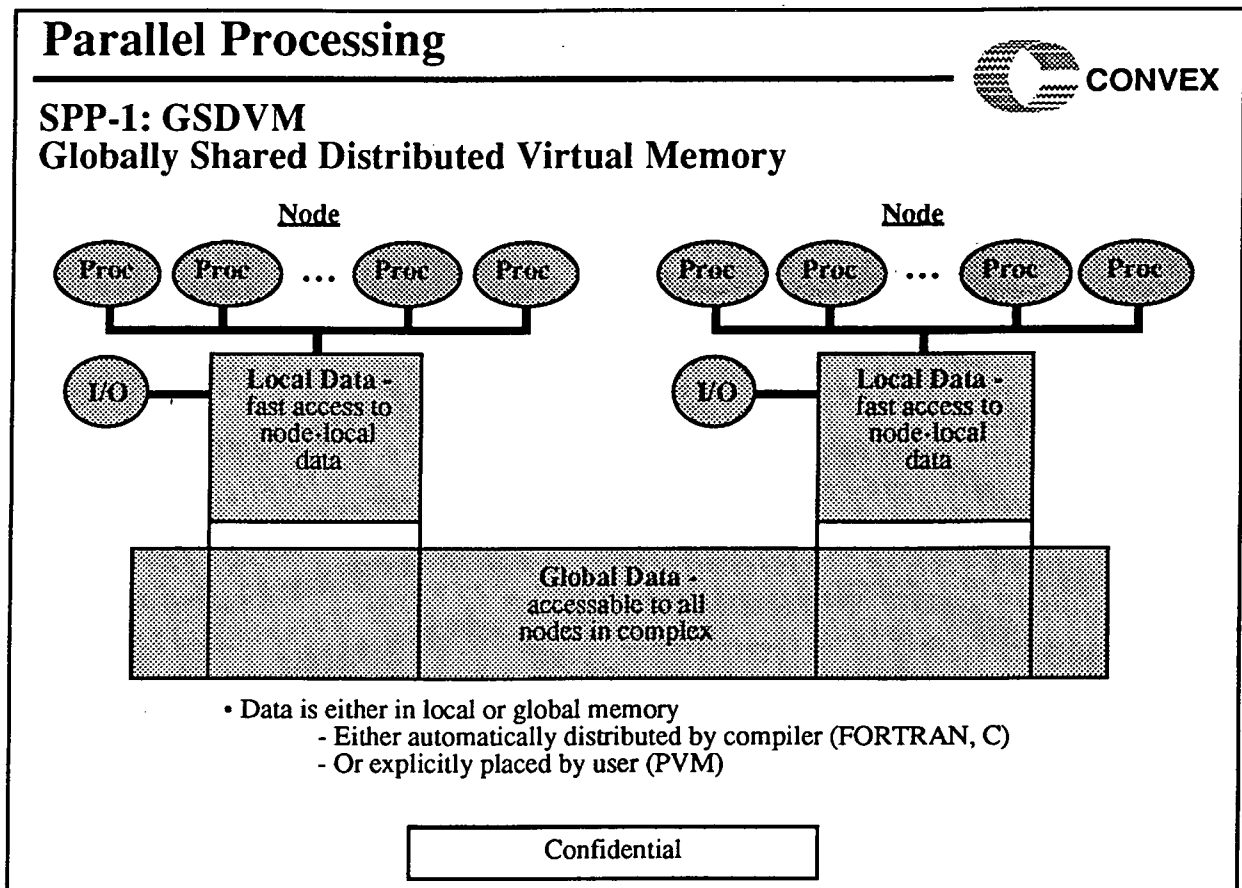 Parallel Processing
CONVEX
SPP-1: GSDVM
Globally Shared Distributed Virtual Memory
Node
Node
Proc Proc ... Proc Proc
Proc Proc ... Proc Proc
I/O
Local Data -
fast access to
node-local
data
I/O
Local Data -
fast access to
node-local
data
Global Data -
accessable to all
nodes in complex
• Data is either in local or global memory
- Either automatically distributed by compiler (FORTRAN, C)
- Or explicitly placed by user (PVM)
Confidential